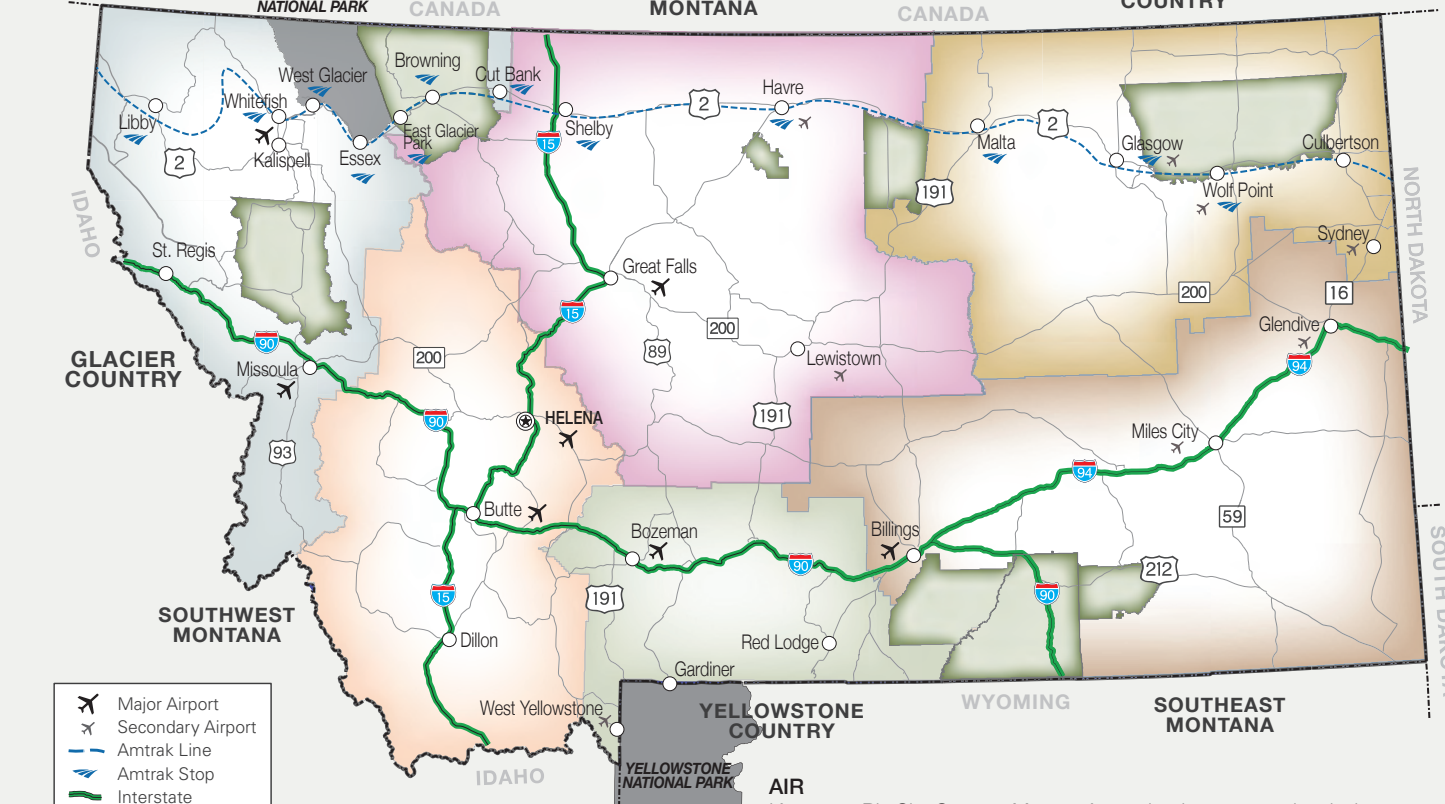 NATIONAL PARK
CANADA
MONTANA
CANADA
COUNTRY
Browning
Cut Bank
West Glacier
Whitefish
Libby
Kalispell
Essex
East Glacier
Park
Shelby
Havre
Malta
Glasgow
Culbertson
Wolf Point
2
2
2
15
191
IDAHO
NORTH DAKOTA
St. Regis
Sydney
Great Falls
200
16
15
Glendive
90
200
89
Lewistown
94
GLACIER
COUNTRY
Missoula
200
90
HELENA
191
Miles City
93
94
Butte
Bozeman
Billings
59
90
212
15
191
90
SOUTHWEST
MONTANA
Dillon
Red Lodge
Gardiner
West Yellowstone
YELLOWSTONE
COUNTRY
WYOMING
SOUTHEAST
MONTANA
IDAHO
YELLOWSTONE
NATIONAL PARK
AIR
Major Airport
Secondary Airport
Amtrak Line
Amtrak Stop
Interstate